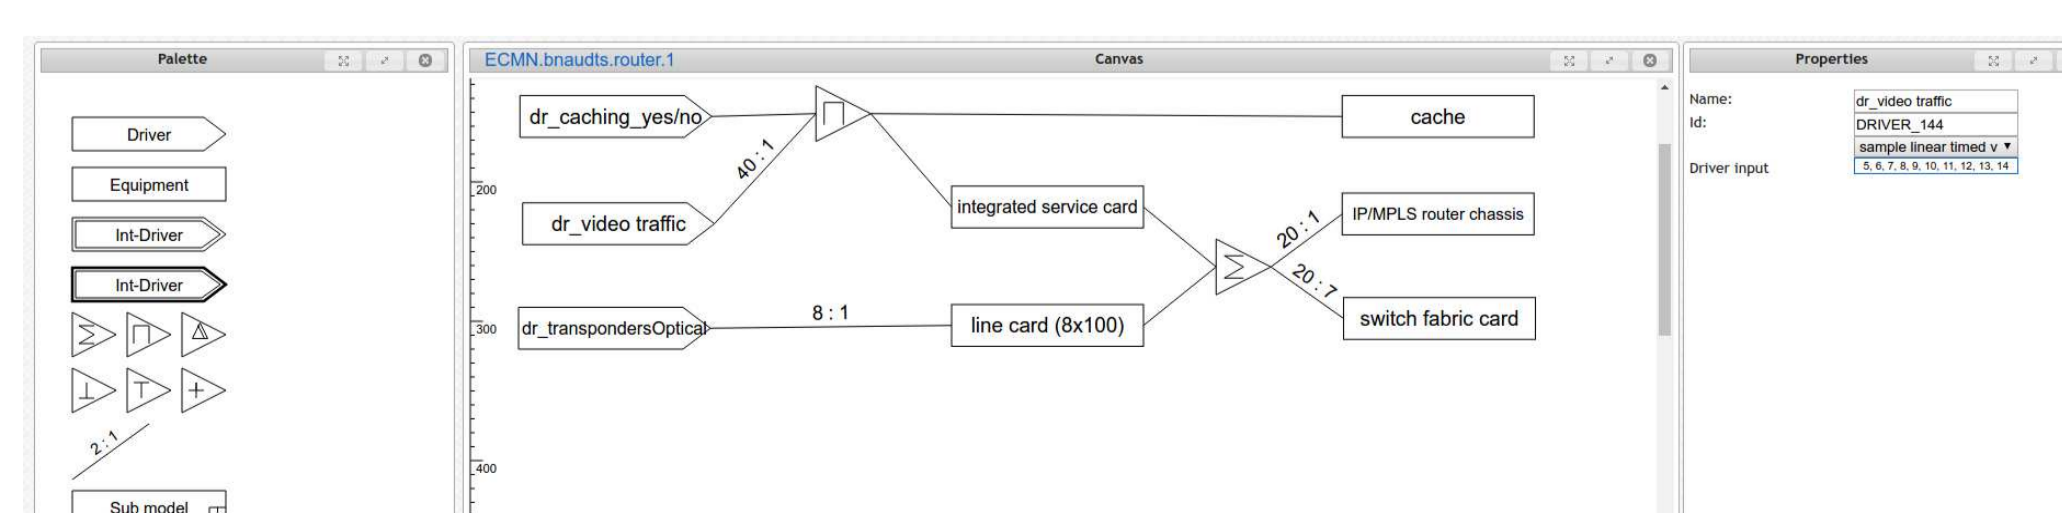 Palette
Driver
Equipment
Int-Driver
Int-Driver
Σ
Π
Δ
⊥
T
+
2 : 1
Sub model
ECMN.bnaudts.router.1
Canvas
200
300
400
dr_caching_yes/no
Π
cache
40 : 1
dr_video traffic
integrated service card
IP/MPLS router chassis
20 : 1
Σ
20 : 7
dr_transpondersOptical
8 : 1
line card (8x100)
switch fabric card
Properties
Name:
dr_video traffic
Id:
DRIVER_144
sample linear timed v
Driver input
5, 6, 7, 8, 9, 10, 11, 12, 13, 14